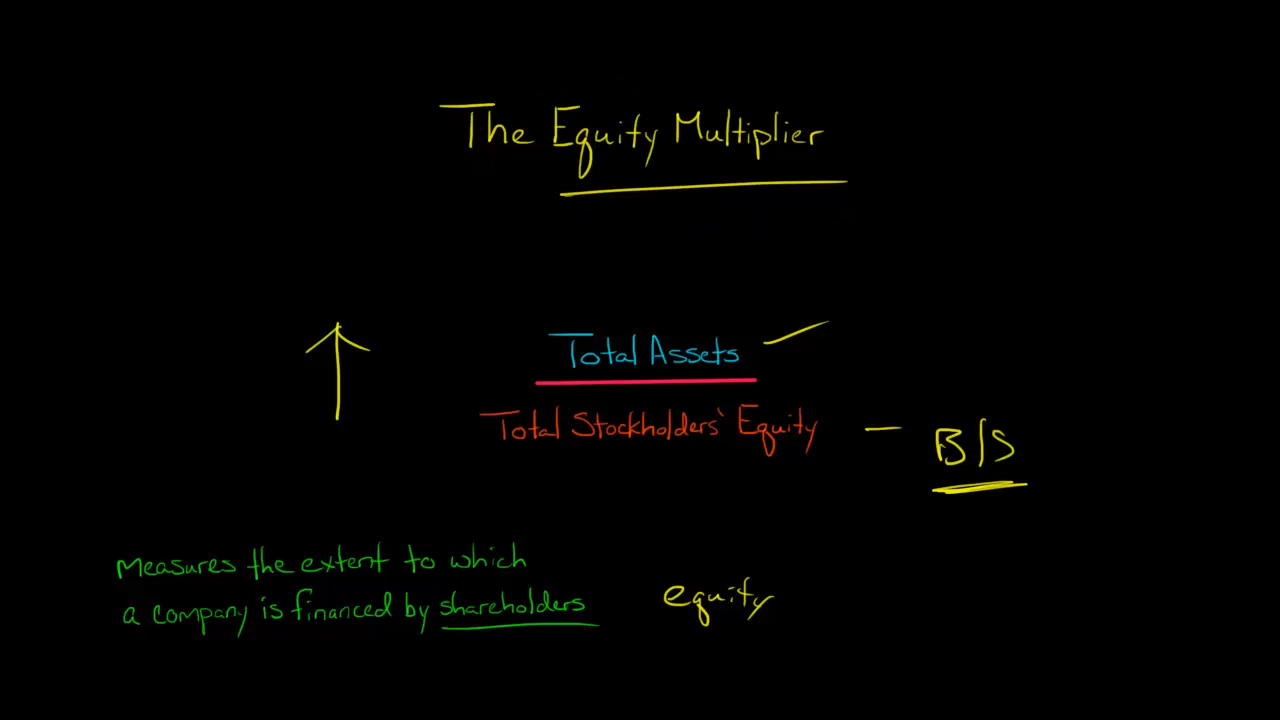 The Equity Multiplier
Total Assets
Total Stockholders' Equity
B/S
Measures the extent to which
a company is financed by shareholders
equity